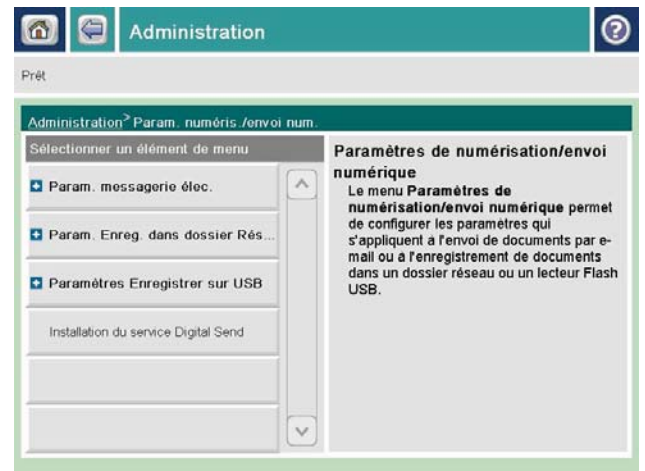 Administration
?
Prêt
Administration> Param. numéris./envoi num.
Sélectionner un élément de menu
Param. messagerie élec.
Param. Enreg. dans dossier Rés...
Paramètres Enregistrer sur USB
Installation du service Digital Send
Paramètres de numérisation/envoi
numérique
Le menu Paramètres de
numérisation/envoi numérique permet
de configurer les paramètres qui
s'appliquent à l'envoi de documents par e-
mail ou à l'enregistrement de documents
dans un dossier réseau ou un lecteur Flash
USB.